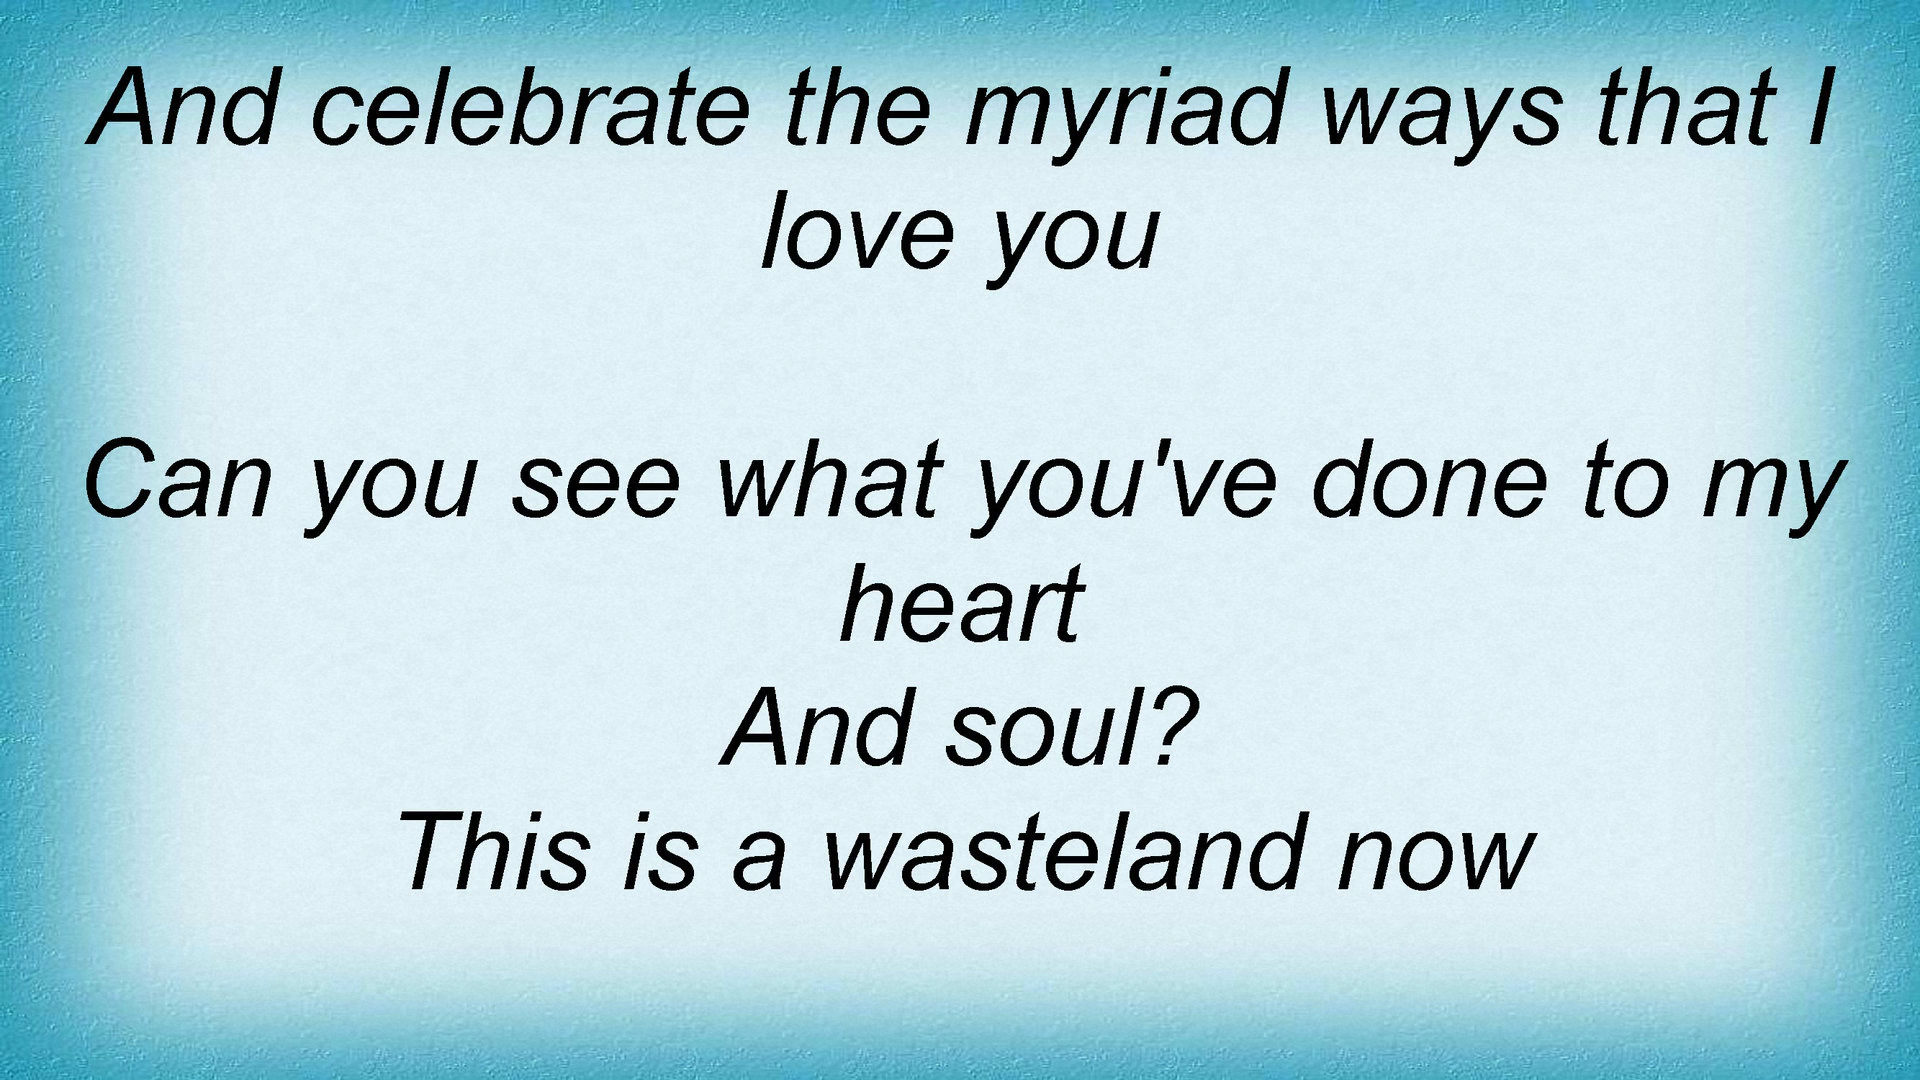 And celebrate the myriad ways that I
love you
Can you see what you've done to my
heart
And soul?
This is a wasteland now